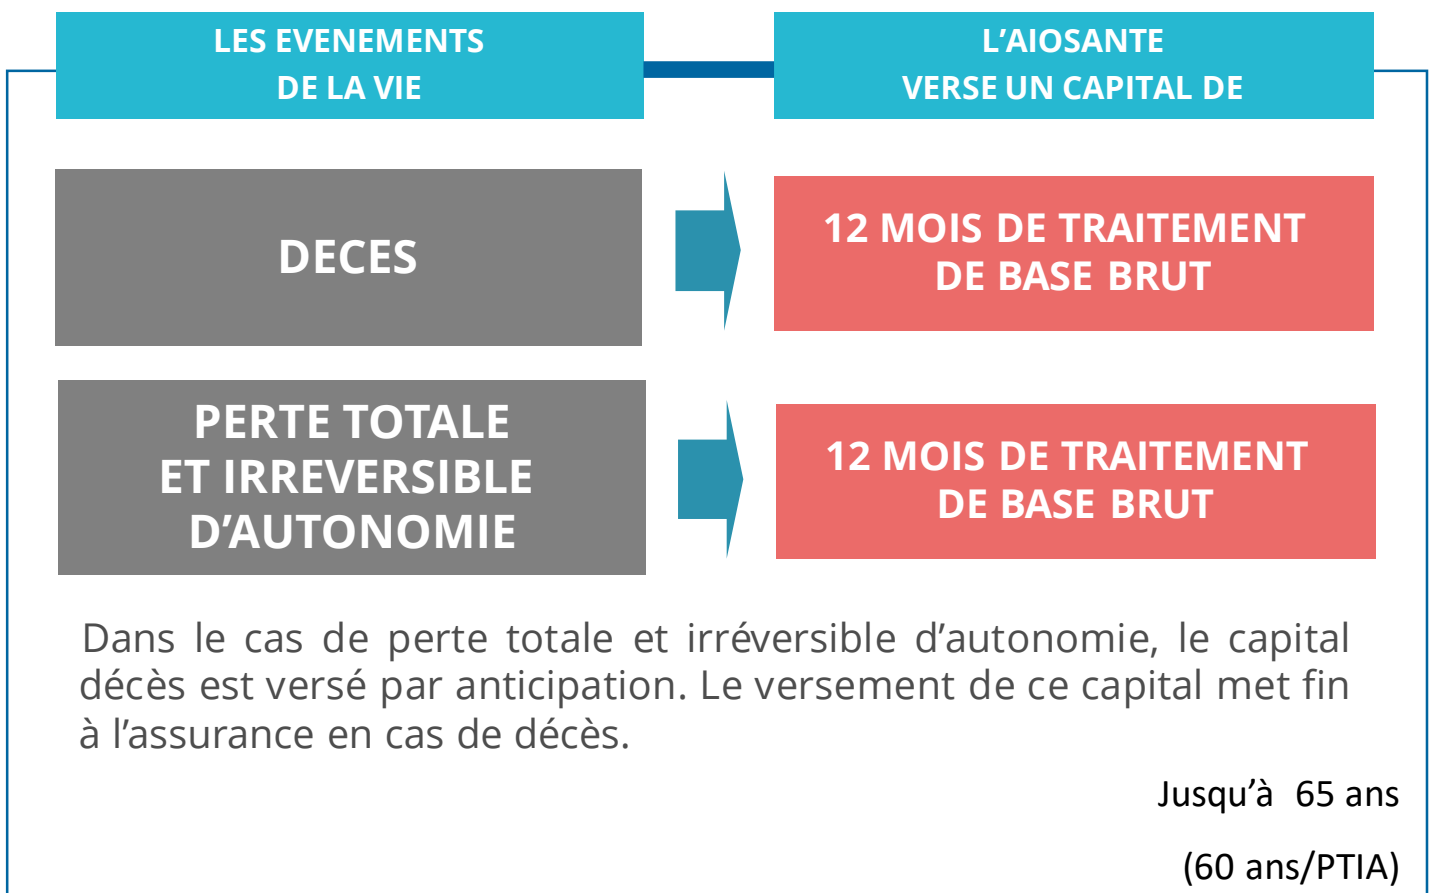 LES EVENEMENTS
DE LA VIE
L’AIOSANTE
VERSE UN CAPITAL DE
DECES
12 MOIS DE TRAITEMENT
DE BASE BRUT
PERTE TOTALE
ET IRREVERSIBLE
D’AUTONOMIE
12 MOIS DE TRAITEMENT
DE BASE BRUT
Dans le cas de perte totale et irréversible d’autonomie, le capital
décès est versé par anticipation. Le versement de ce capital met fin
à l’assurance en cas de décès.
Jusqu’à 65 ans
(60 ans/PTIA)